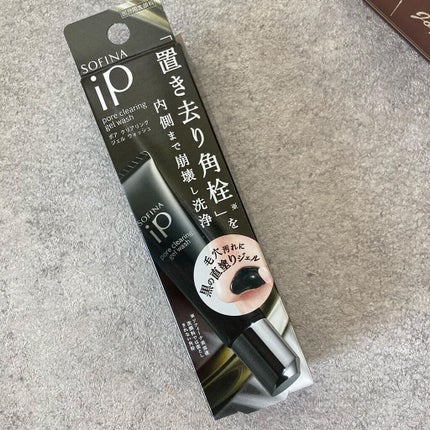 SOFINA
iP
pore clearing
gel wash
ポア クリアリング
ジェル ウォッシュ
「置き去り角栓」※を
内側まで崩壊し洗浄
SOFINA
iP
pore clearing
gel wash
毛穴汚れに
黒の直塗りジェル